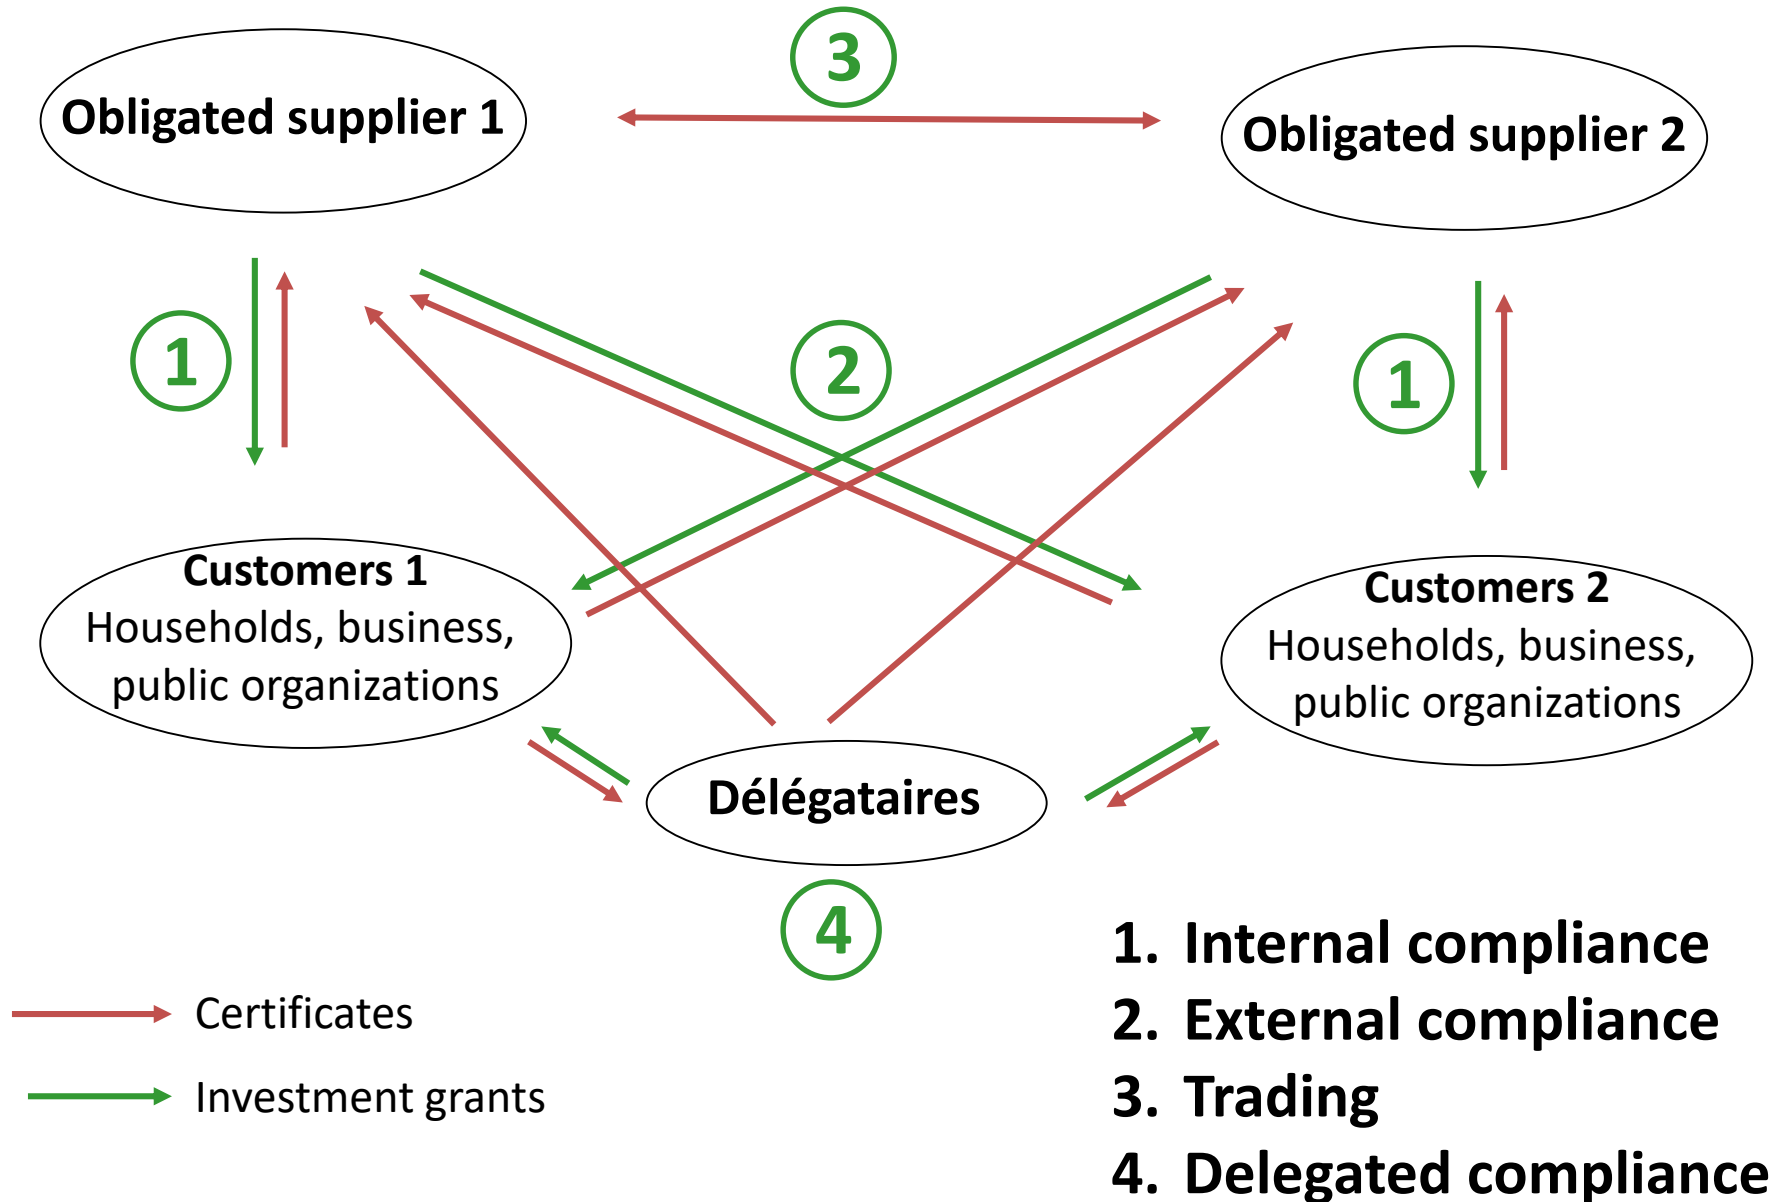 3
Obligated supplier 1
Obligated supplier 2
1
2
1
Customers 1
Households, business,
public organizations
Customers 2
Households, business,
public organizations
Délégataires
4
Certificates
Investment grants
1. Internal compliance
2. External compliance
3. Trading
4. Delegated compliance